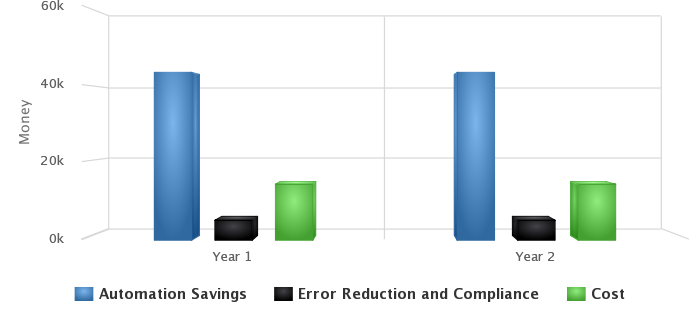 60k
40k
Money
20k
0k
Year 1 Year 2
Automation Savings Error Reduction and Compliance Cost